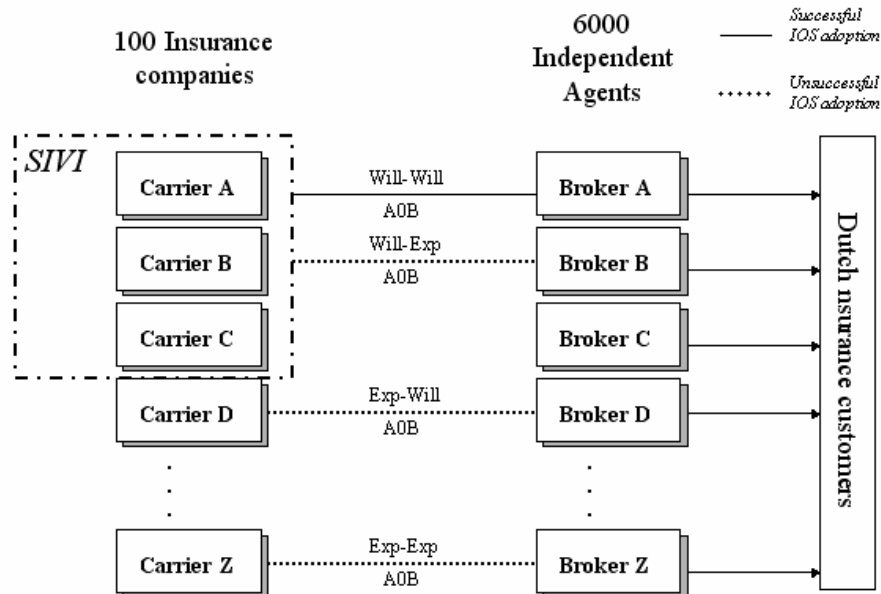 100 Insurance
companies
6000
Independent
Agents
Successful
IOS adoption
Unsuccessful
IOS adoption
SIVI
Carrier A
Will-Will
A0B
Broker A
Carrier B
Will-Exp
A0B
Broker B
Carrier C
Broker C
Carrier D
Exp-Will
A0B
Broker D
Carrier Z
Exp-Exp
A0B
Broker Z
Dutch nsurance customers